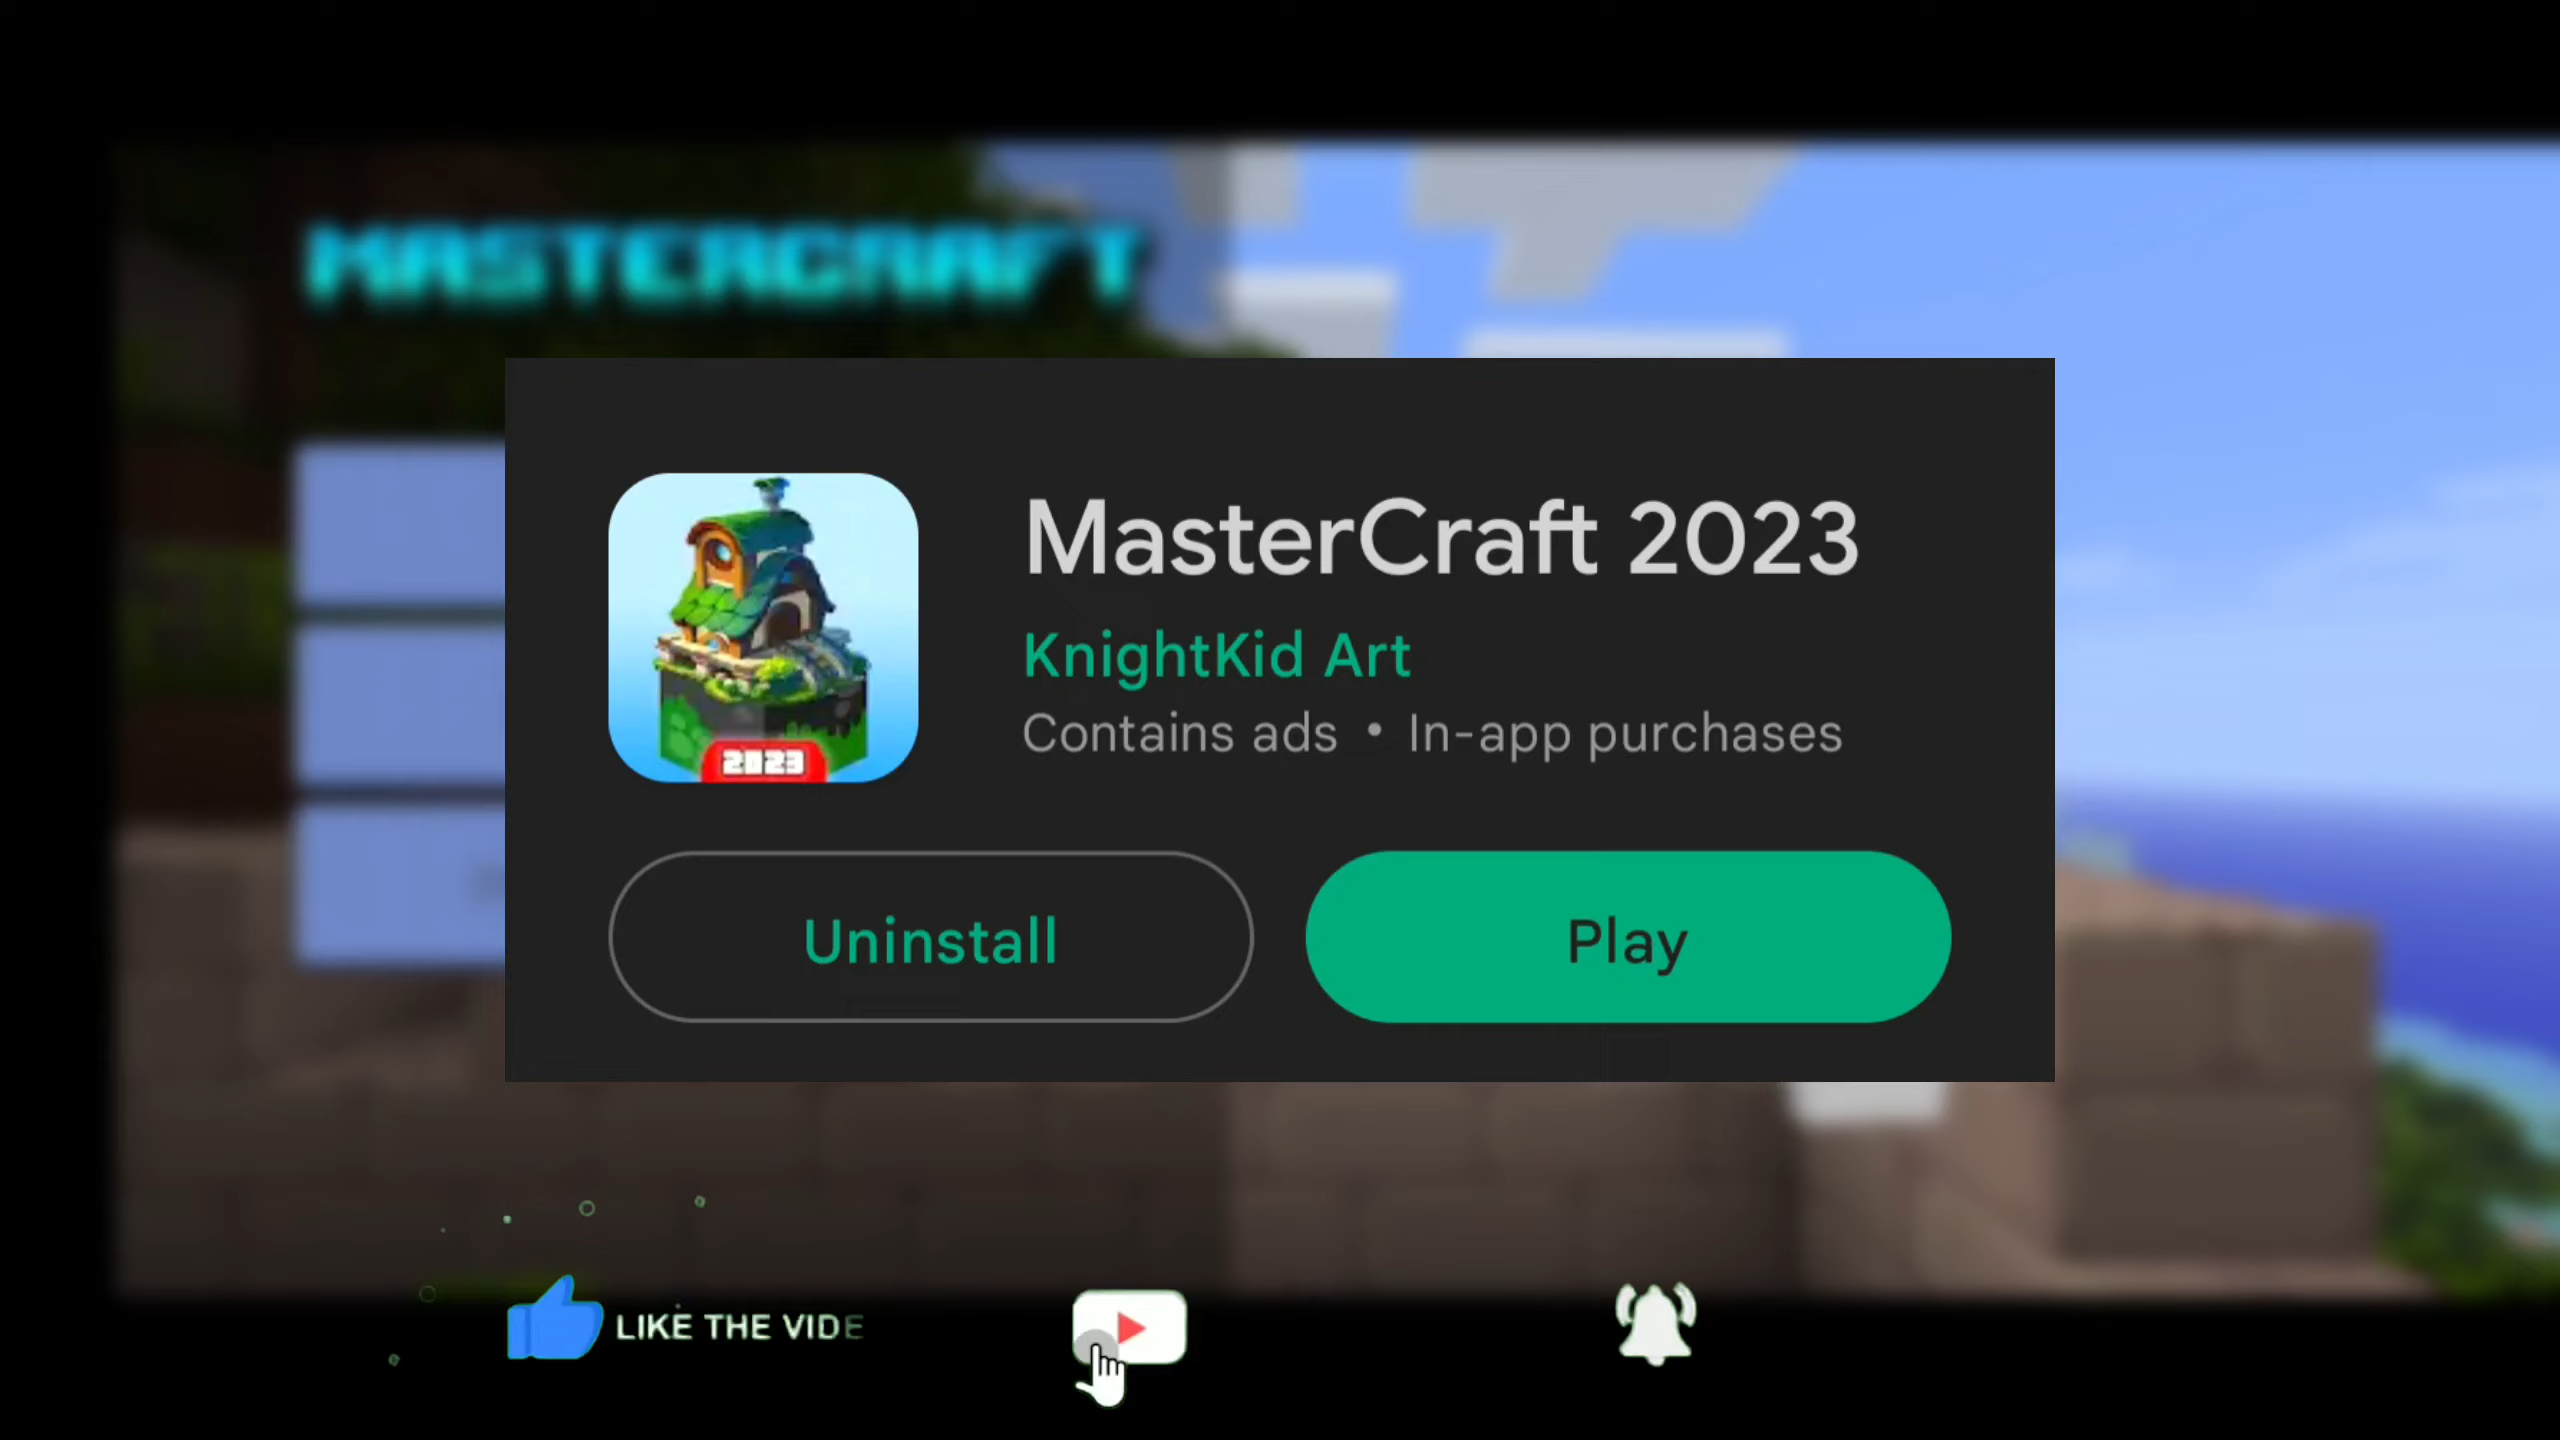 MASTERCRAFT
MasterCraft 2023
KnightKid Art
Contains ads • In-app purchases
2023
Uninstall
Play
LIKE THE VIDE